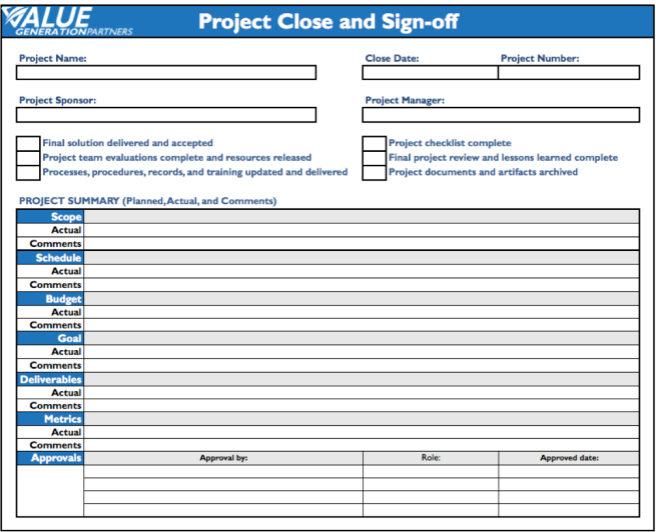 VALUE
GENERATIONPARTNERS
Project Close and Sign-off
Project Name:
Close Date:
Project Number:
Project Sponsor:
Project Manager:
Final solution delivered and accepted
Project checklist complete
Project team evaluations complete and resources released
Final project review and lessons learned complete
Processes, procedures, records, and training updated and delivered
Project documents and artifacts archived
PROJECT SUMMARY (Planned, Actual, and Comments)
Scope
Actual
Comments
Schedule
Actual
Comments
Budget
Actual
Comments
Goal
Actual
Comments
Deliverables
Actual
Comments
Metrics
Actual
Comments
Approvals
Approval by:
Role:
Approved date: